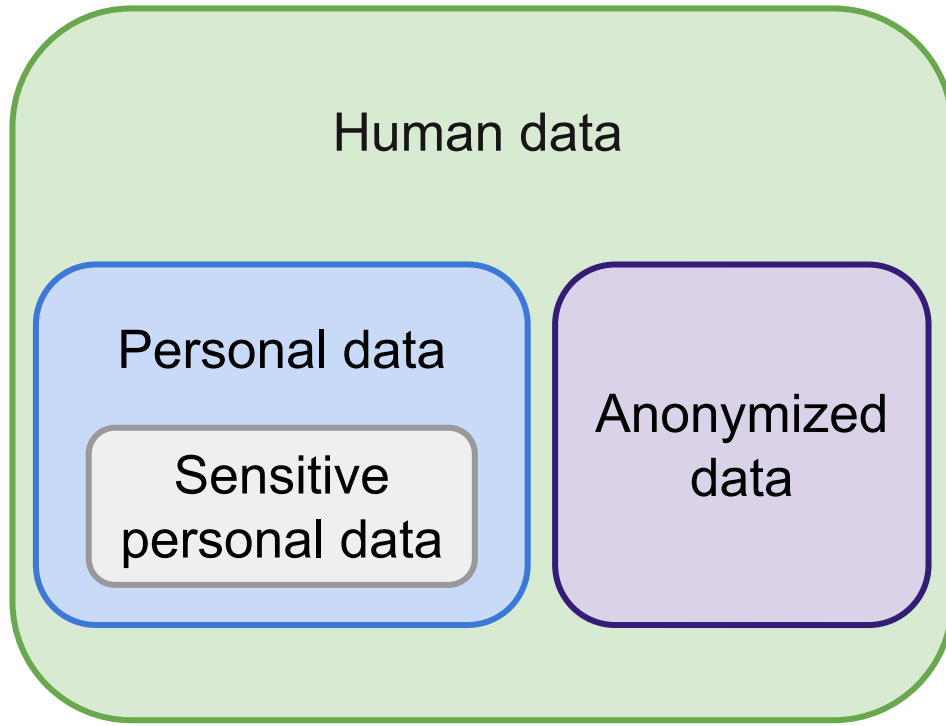 Human data
Personal data
Sensitive
personal data
Anonymized
data